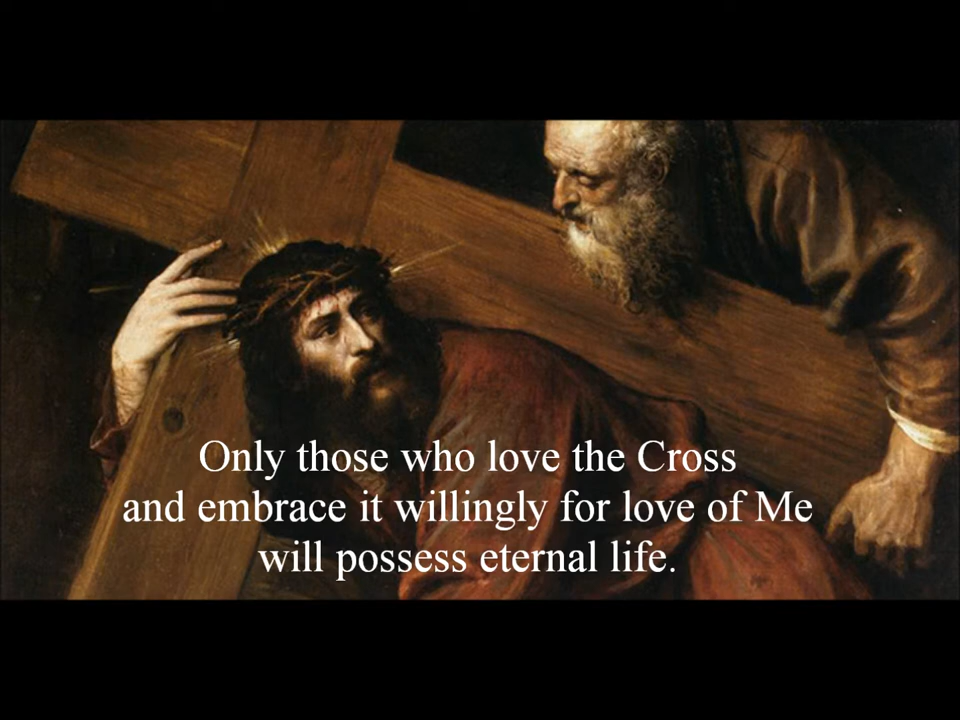 Only those who love the Cross
and embrace it willingly for love of Me
will possess eternal life.